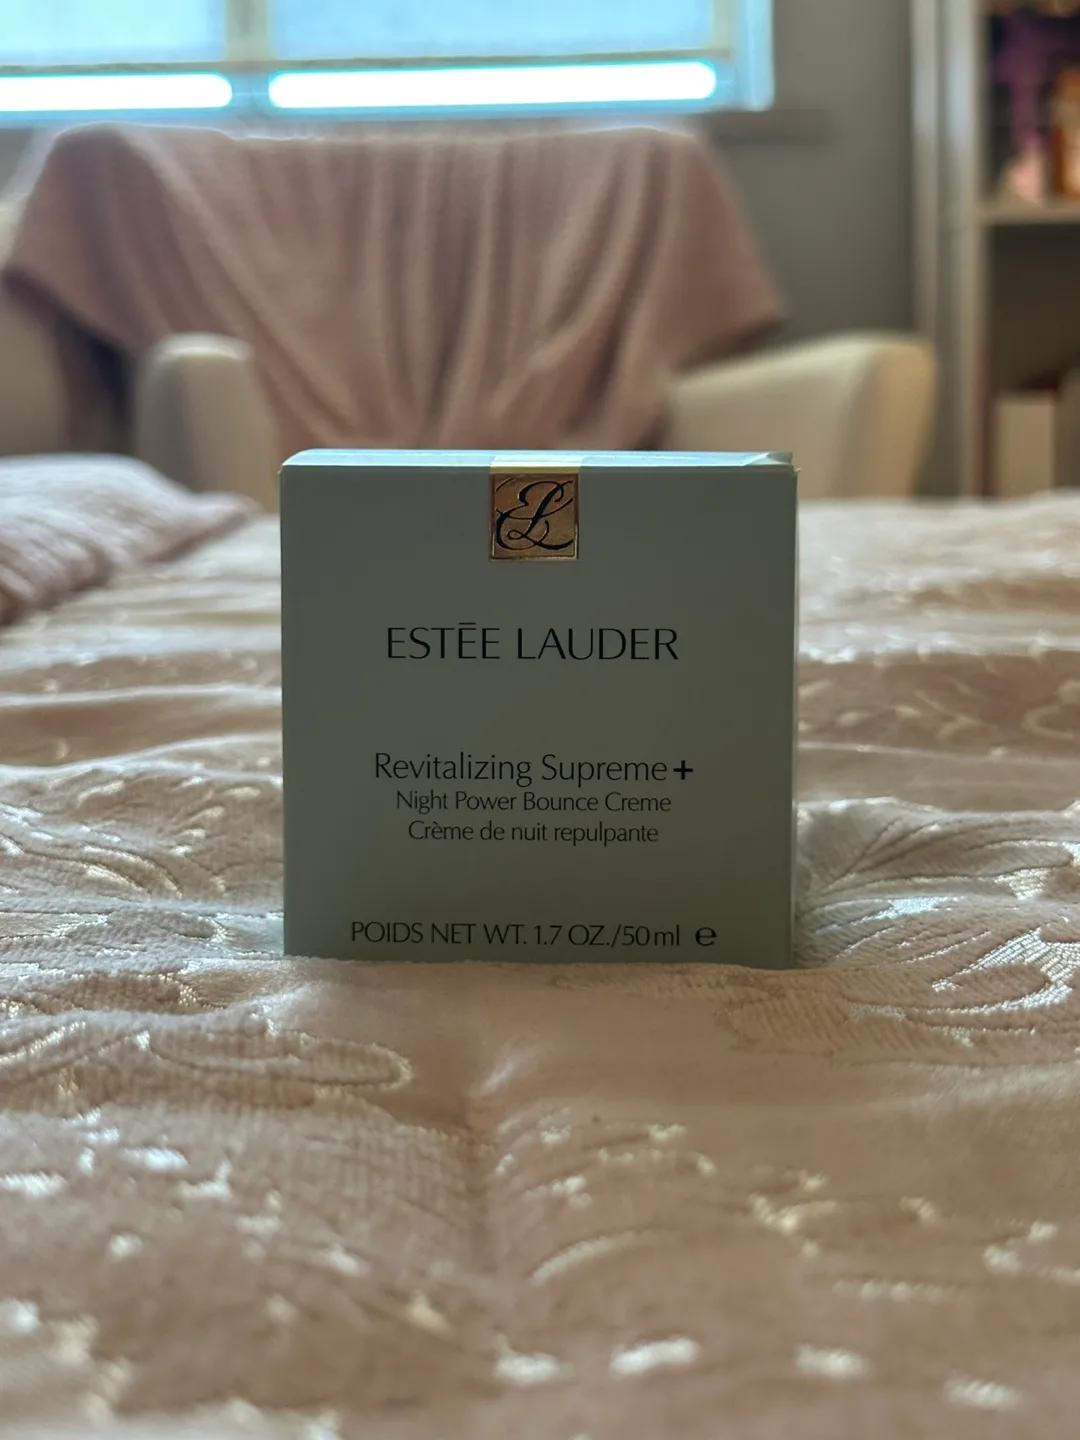 EL
ESTĒE LAUDER
Revitalizing Supreme+
Night Power Bounce Creme
Crème de nuit repulpante
POIDS NET WT. 1.7 OZ./50 ml ℮